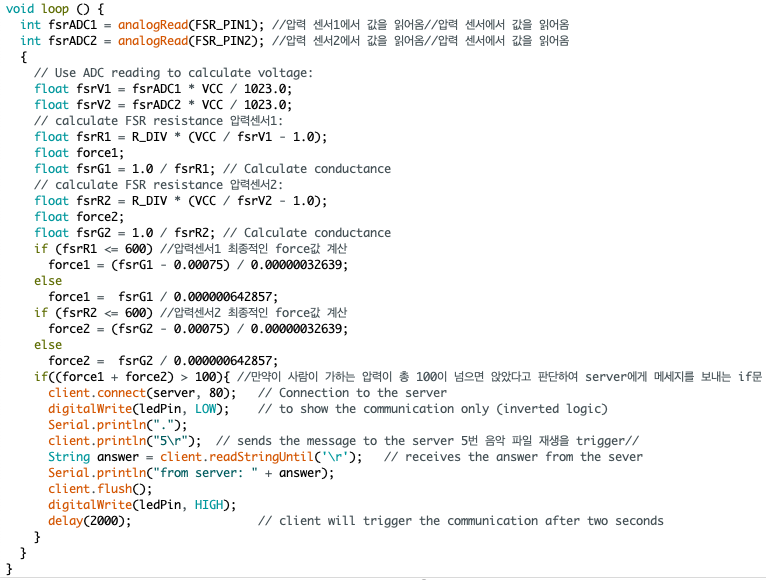 void loop () {
  int fsrADC1 = analogRead(FSR_PIN1); //압력 센서1에서 값을 읽어옴//압력 센서에서 값을 읽어옴
  int fsrADC2 = analogRead(FSR_PIN2); //압력 센서2에서 값을 읽어옴//압력 센서에서 값을 읽어옴
  {
    // Use ADC reading to calculate voltage:
    float fsrV1 = fsrADC1 * VCC / 1023.0;
    float fsrV2 = fsrADC2 * VCC / 1023.0;
    // calculate FSR resistance 압력센서1:
    float fsrR1 = R_DIV * (VCC / fsrV1 - 1.0);
    float force1;
    float fsrG1 = 1.0 / fsrR1; // Calculate conductance
    // calculate FSR resistance 압력센서2:
    float fsrR2 = R_DIV * (VCC / fsrV2 - 1.0);
    float force2;
    float fsrG2 = 1.0 / fsrR2; // Calculate conductance
    if (fsrR1 <= 600) //압력센서1 최종적인 force값 계산
      force1 = (fsrG1 - 0.00075) / 0.00000032639;
    else
      force1 =  fsrG1 / 0.000000642857;
    if (fsrR2 <= 600) //압력센서2 최종적인 force값 계산
      force2 = (fsrG2 - 0.00075) / 0.00000032639;
    else
      force2 =  fsrG2 / 0.000000642857;
    if((force1 + force2) > 100){ //만약이 사람이 가하는 압력이 총 100이 넘으면 앉았다고 판단하여 server에게 메세지를 보내는 if문
      client.connect(server, 80);   // Connection to the server
      digitalWrite(ledPin, LOW);    // to show the communication only (inverted logic)
      Serial.println(".");
      client.println("5\r");  // sends the message to the server 5번 음악 파일 재생을 trigger//
      String answer = client.readStringUntil('\r');   // receives the answer from the sever
      Serial.println("from server: " + answer);
      client.flush();
      digitalWrite(ledPin, HIGH);
      delay(2000);                  // client will trigger the communication after two seconds
    }
  }
}